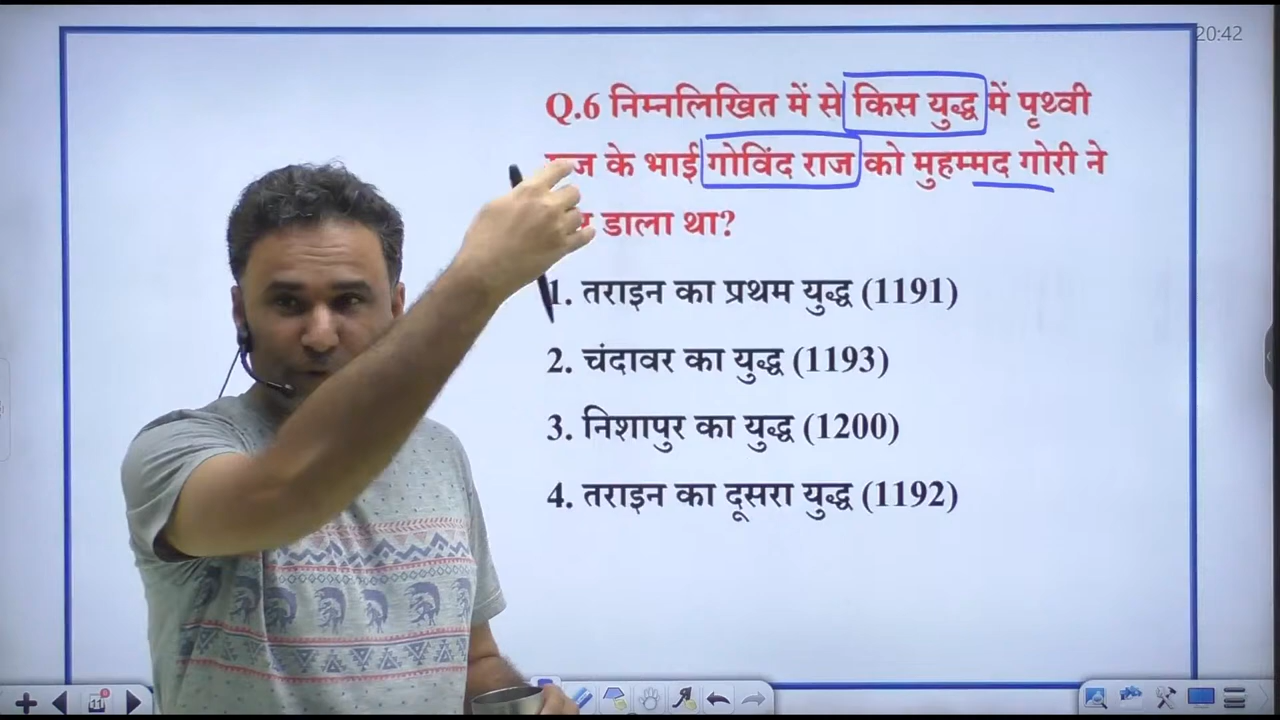 20:42
Q.6 निम्नलिखित में से किस युद्ध में पृथ्वी
के भाई गोविंद राज को मुहम्मद गोरी ने
डाला था?
1. तराइन का प्रथम युद्ध (1191)
2. चंदावर का युद्ध (1193)
3. निशापुर का युद्ध (1200)
4. तराइन का दूसरा युद्ध (1192)
11